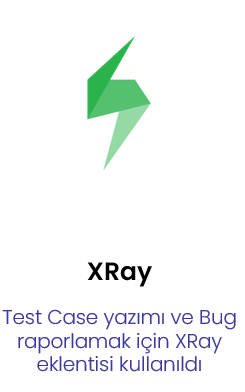 XRay
Test Case yazımı ve Bug
raporlamak için XRay
eklentisi kullanıldı